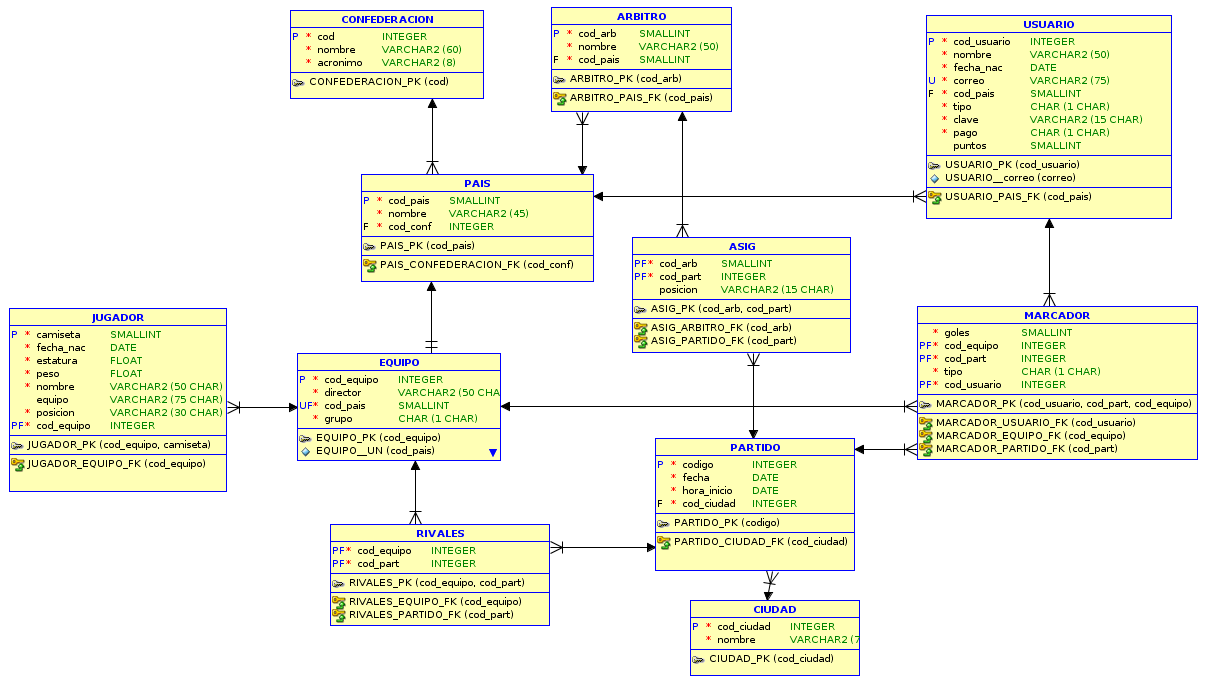 CONFEDERACION
P * cod INTEGER
* nombre VARCHAR2 (60)
* acronimo VARCHAR2 (8)
CONFEDERACION_PK (cod)
ARBITRO
P * cod_arb SMALLINT
* nombre VARCHAR2 (50)
F * cod_pais SMALLINT
ARBITRO_PK (cod_arb)
ARBITRO_PAIS_FK (cod_pais)
USUARIO
P * cod_usuario INTEGER
* nombre VARCHAR2 (50)
* fecha_nac DATE
U * correo VARCHAR2 (75)
F * cod_pais SMALLINT
* tipo CHAR (1 CHAR)
* clave VARCHAR2 (15 CHAR)
* pago CHAR (1 CHAR)
puntos SMALLINT
USUARIO_PK (cod_usuario)
USUARIO__correo (correo)
USUARIO_PAIS_FK (cod_pais)
PAIS
P * cod_pais SMALLINT
* nombre VARCHAR2 (45)
F * cod_conf INTEGER
PAIS_PK (cod_pais)
PAIS_CONFEDERACION_FK (cod_conf)
ASIG
PF* cod_arb SMALLINT
PF* cod_part INTEGER
posicion VARCHAR2 (15 CHAR)
ASIG_PK (cod_arb, cod_part)
ASIG_ARBITRO_FK (cod_arb)
ASIG_PARTIDO_FK (cod_part)
JUGADOR
P * camiseta SMALLINT
* fecha_nac DATE
* estatura FLOAT
* peso FLOAT
* nombre VARCHAR2 (50 CHAR)
equipo VARCHAR2 (75 CHAR)
* posicion VARCHAR2 (30 CHAR)
PF* cod_equipo INTEGER
JUGADOR_PK (cod_equipo, camiseta)
JUGADOR_EQUIPO_FK (cod_equipo)
EQUIPO
P * cod_equipo INTEGER
* director VARCHAR2 (50 CHA
UF* cod_pais SMALLINT
* grupo CHAR (1 CHAR)
EQUIPO_PK (cod_equipo)
EQUIPO__UN (cod_pais)
MARCADOR
* goles SMALLINT
PF* cod_equipo INTEGER
PF* cod_part INTEGER
* tipo CHAR (1 CHAR)
PF* cod_usuario INTEGER
MARCADOR_PK (cod_usuario, cod_part, cod_equipo)
MARCADOR_USUARIO_FK (cod_usuario)
MARCADOR_EQUIPO_FK (cod_equipo)
MARCADOR_PARTIDO_FK (cod_part)
PARTIDO
P * codigo INTEGER
* fecha DATE
* hora_inicio DATE
F * cod_ciudad INTEGER
PARTIDO_PK (codigo)
PARTIDO_CIUDAD_FK (cod_ciudad)
RIVALES
PF* cod_equipo INTEGER
PF* cod_part INTEGER
RIVALES_PK (cod_equipo, cod_part)
RIVALES_EQUIPO_FK (cod_equipo)
RIVALES_PARTIDO_FK (cod_part)
CIUDAD
P * cod_ciudad INTEGER
* nombre VARCHAR2 (7
CIUDAD_PK (cod_ciudad)